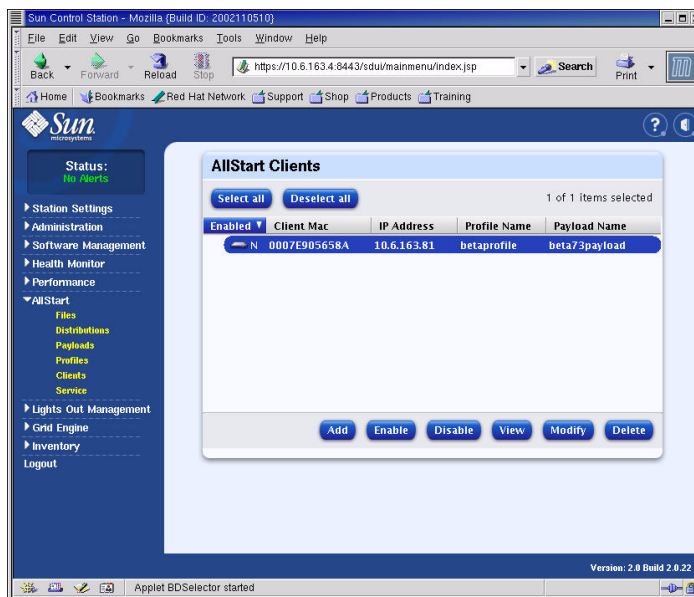 Sun Control Station - Mozilla {Build ID: 2002110510}
File Edit View Go Bookmarks Tools Window Help
Back Forward Reload Stop https://10.6.163.4:8443/sdui/mainmenu/index.jsp Search Print
Home Bookmarks Red Hat Network Support Shop Products Training
Sun
microsystems
?
Status:
No Alerts
Station Settings
Administration
Software Management
Health Monitor
Performance
AllStart
Files
Distributions
Payloads
Profiles
Clients
Service
Lights Out Management
Grid Engine
Inventory
Logout
AllStart Clients
Select all Deselect all 1 of 1 items selected
Enabled Client Mac IP Address Profile Name Payload Name
N 0007E905658A 10.6.163.81 betaprofile beta73payload
Add Enable Disable View Modify Delete
Version: 2.0 Build 2.0.22
Applet BDSelector started